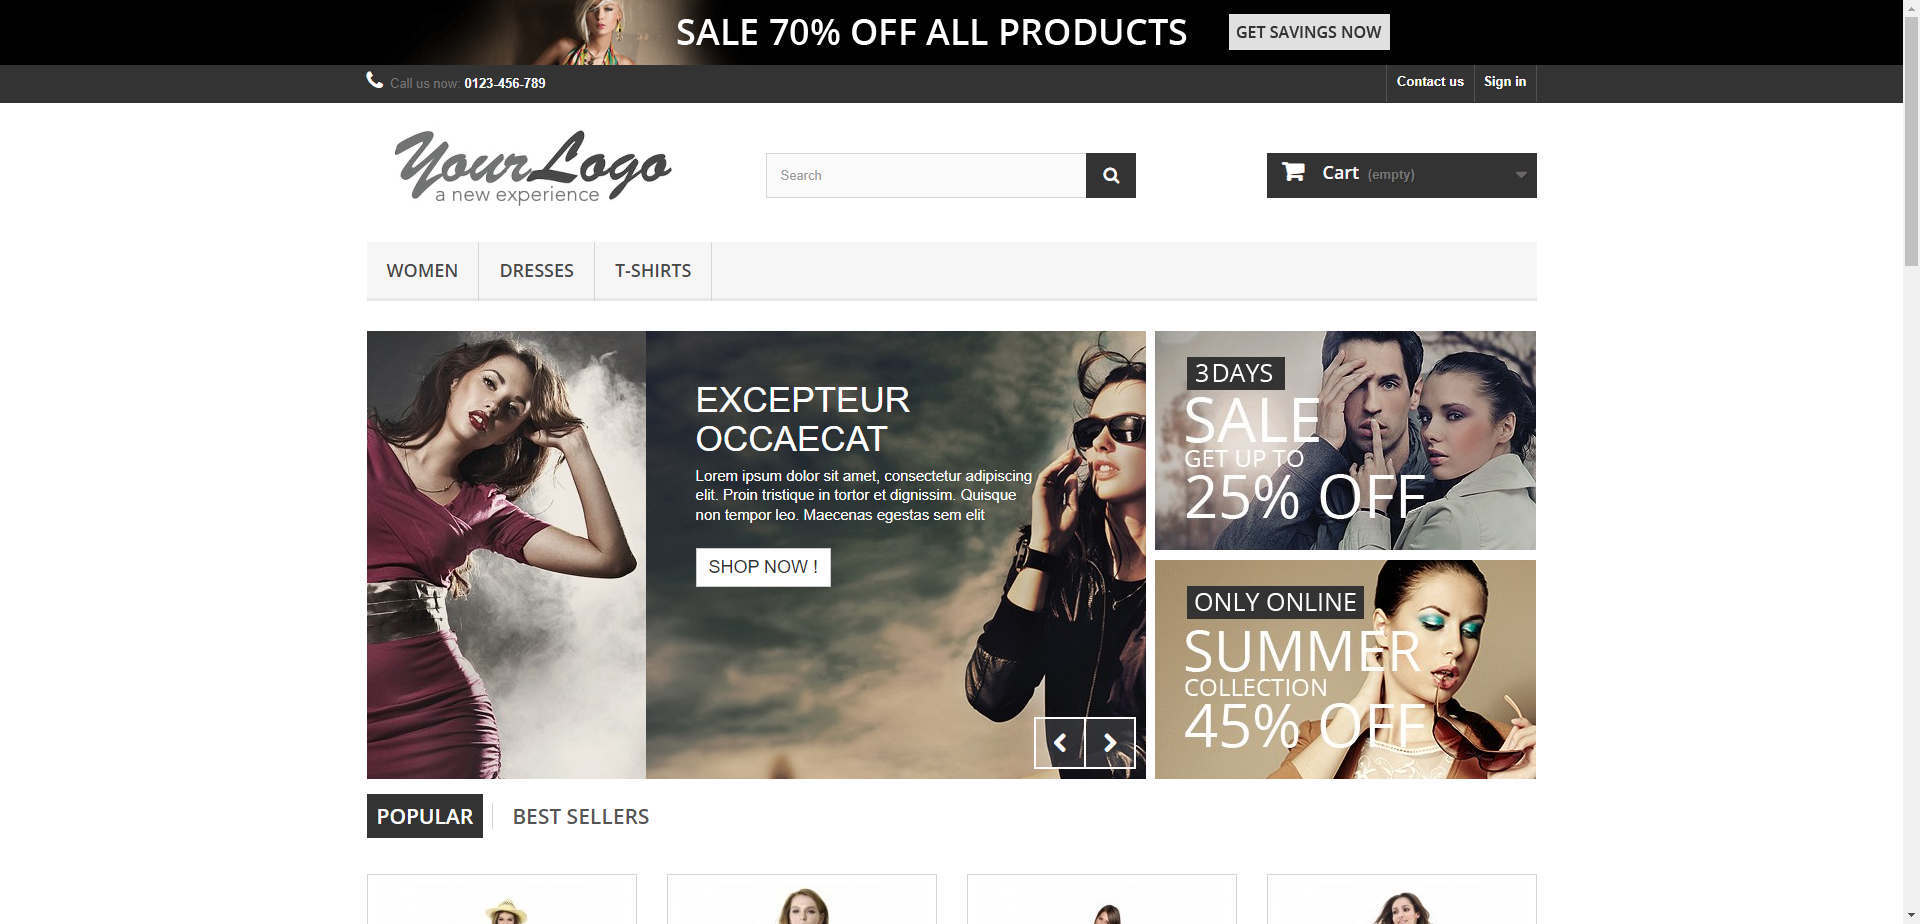 SALE 70% OFF ALL PRODUCTS
GET SAVINGS NOW
Call us now: 0123-456-789
Contact us
Sign in
YourLogo
a new experience
Search
Cart (empty)
WOMEN
DRESSES
T-SHIRTS
EXCEPTEUR
OCCAECAT
Lorem ipsum dolor sit amet, consectetur adipiscing
elit. Proin tristique in tortor et dignissim. Quisque
non tempor leo. Maecenas egestas sem elit
SHOP NOW !
3 DAYS
SALE
GET UP TO
25% OFF
ONLY ONLINE
SUMMER
COLLECTION
45% OFF
POPULAR
BEST SELLERS